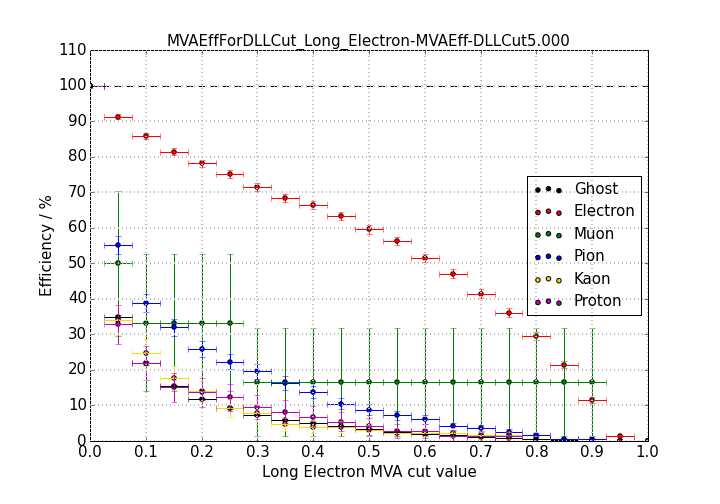 MVAEffForDLLCut_Long_Electron-MVAEff-DLLCut5.000
110
100
90
80
70
60
50
40
30
20
10
0
Efficiency / %
Ghost
Electron
Muon
Pion
Kaon
Proton
0.0 0.1 0.2 0.3 0.4 0.5 0.6 0.7 0.8 0.9 1.0
Long Electron MVA cut value